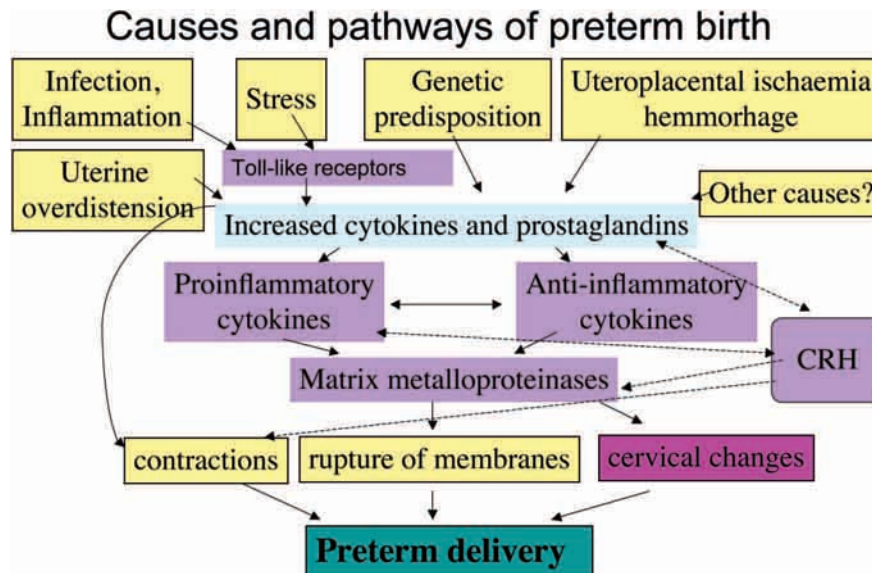 Causes and pathways of preterm birth
Infection,
Inflammation
Stress
Genetic
predisposition
Uteroplacental ischaemia
hemmorhage
Toll-like receptors
Uterine
overdistension
Other causes?
Increased cytokines and prostaglandins
Proinflammatory
cytokines
Anti-inflammatory
cytokines
CRH
Matrix metalloproteinases
contractions
rupture of membranes
cervical changes
Preterm delivery